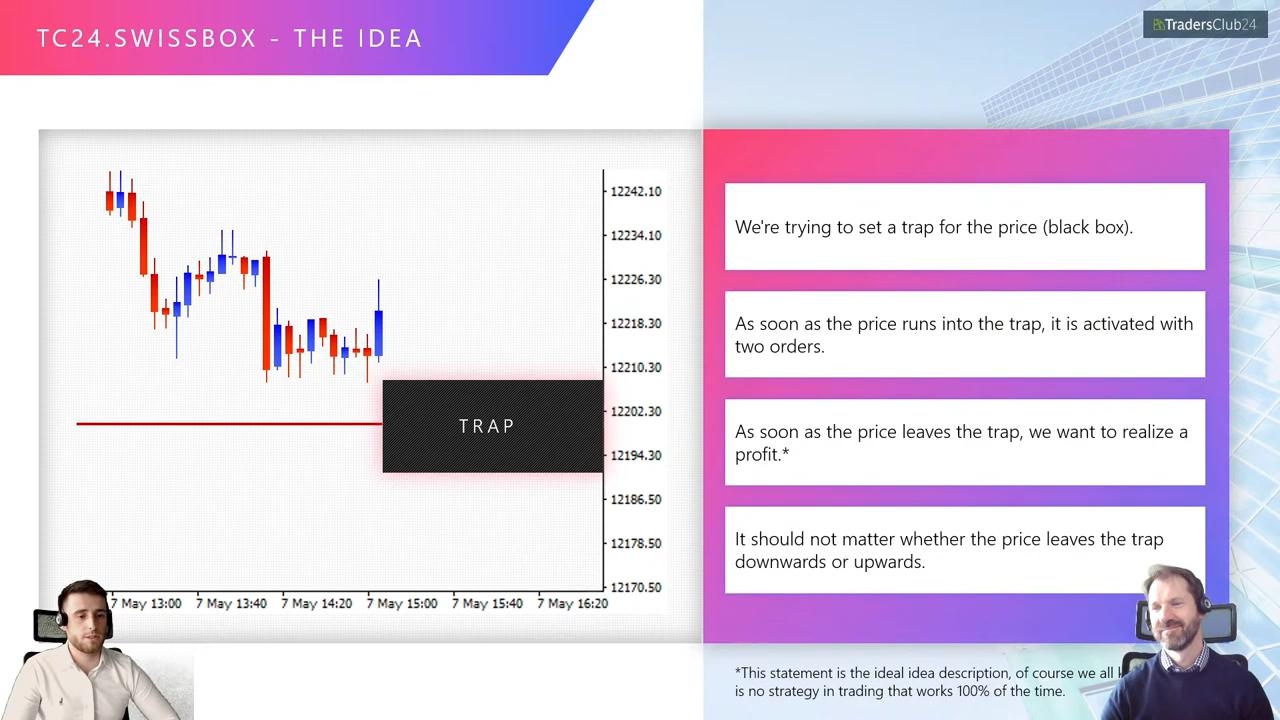 TC24.SWISSBOX - THE IDEA
TradersClub24
12242.10
12234.10
12226.30
12218.30
12210.30
12202.30
12194.30
12186.50
12178.50
12170.50
TRAP
7 May 13:00 7 May 13:40 7 May 14:20 7 May 15:00 7 May 15:40 7 May 16:20
We're trying to set a trap for the price (black box).
As soon as the price runs into the trap, it is activated with
two orders.
As soon as the price leaves the trap, we want to realize a
profit.*
It should not matter whether the price leaves the trap
downwards or upwards.
*This statement is the ideal idea description, of course we all
is no strategy in trading that works 100% of the time.